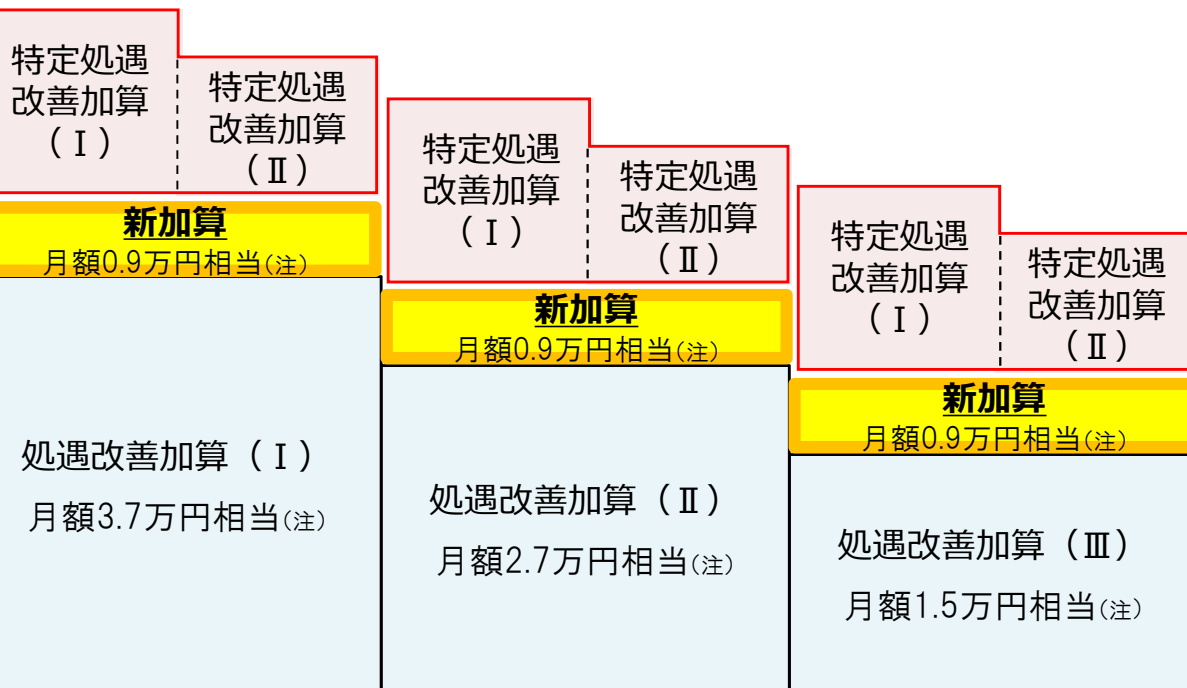 特定処遇
改善加算
（Ⅰ）
特定処遇
改善加算
（Ⅱ）
新加算
月額0.9万円相当(注)
処遇改善加算（Ⅰ）
月額3.7万円相当(注)
特定処遇
改善加算
（Ⅰ）
特定処遇
改善加算
（Ⅱ）
新加算
月額0.9万円相当(注)
処遇改善加算（Ⅱ）
月額2.7万円相当(注)
特定処遇
改善加算
（Ⅰ）
特定処遇
改善加算
（Ⅱ）
新加算
月額0.9万円相当(注)
処遇改善加算（Ⅲ）
月額1.5万円相当(注)